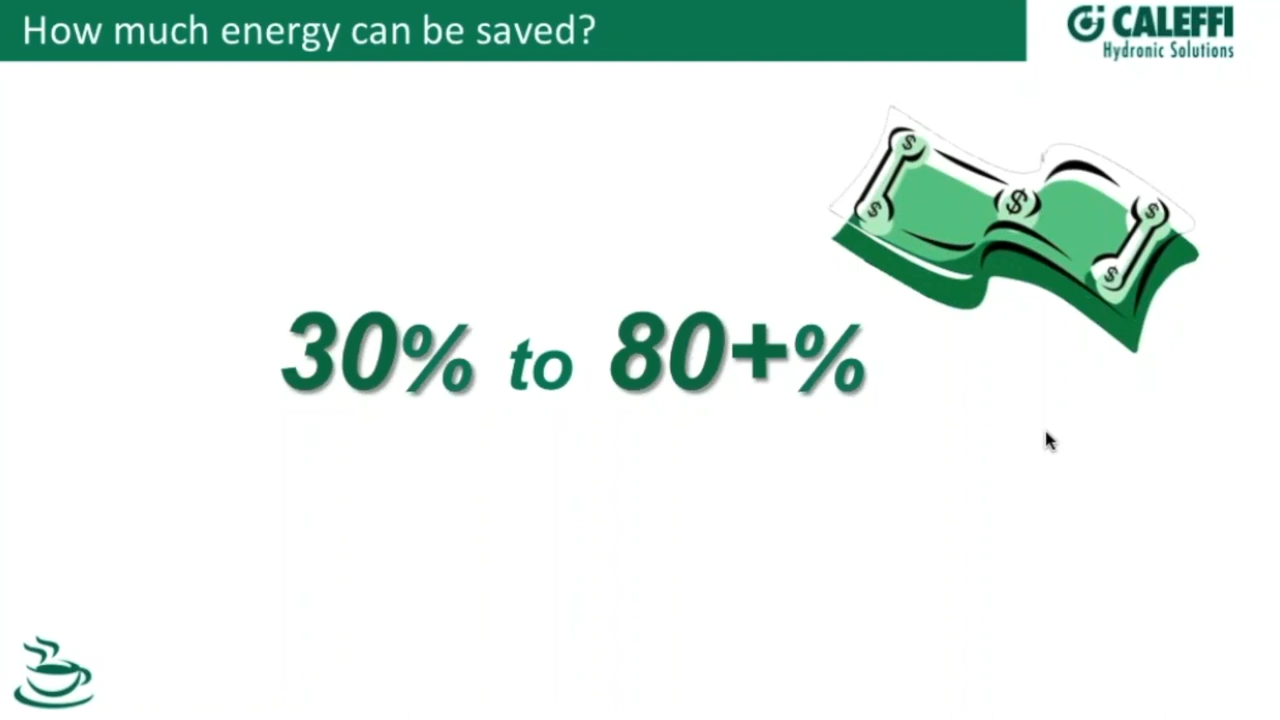 How much energy can be saved?
CALEFFI
Hydronic Solutions
$
$
$
$
$
30% to 80+%